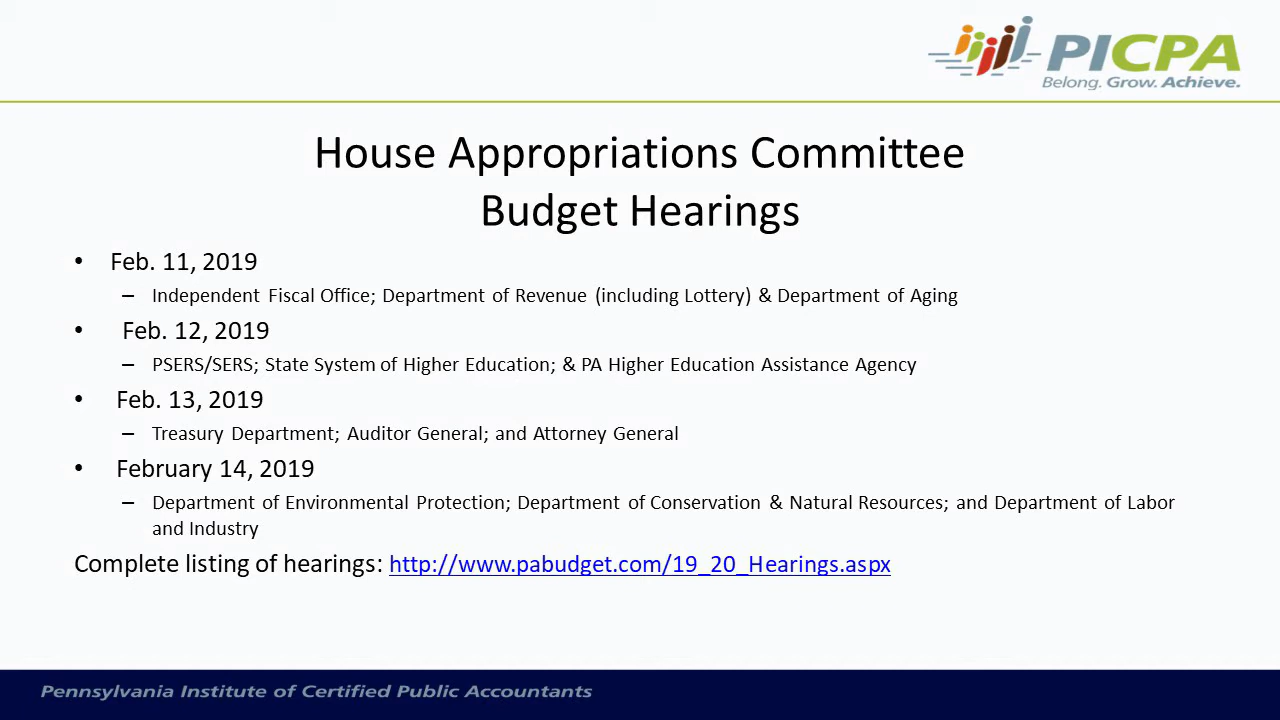 PICPA
Belong. Grow. Achieve.
House Appropriations Committee
Budget Hearings
• Feb. 11, 2019
– Independent Fiscal Office; Department of Revenue (including Lottery) & Department of Aging
• Feb. 12, 2019
– PSERS/SERS; State System of Higher Education; & PA Higher Education Assistance Agency
• Feb. 13, 2019
– Treasury Department; Auditor General; and Attorney General
• February 14, 2019
– Department of Environmental Protection; Department of Conservation & Natural Resources; and Department of Labor
and Industry
Complete listing of hearings: http://www.pabudget.com/19_20_Hearings.aspx
Pennsylvania Institute of Certified Public Accountants